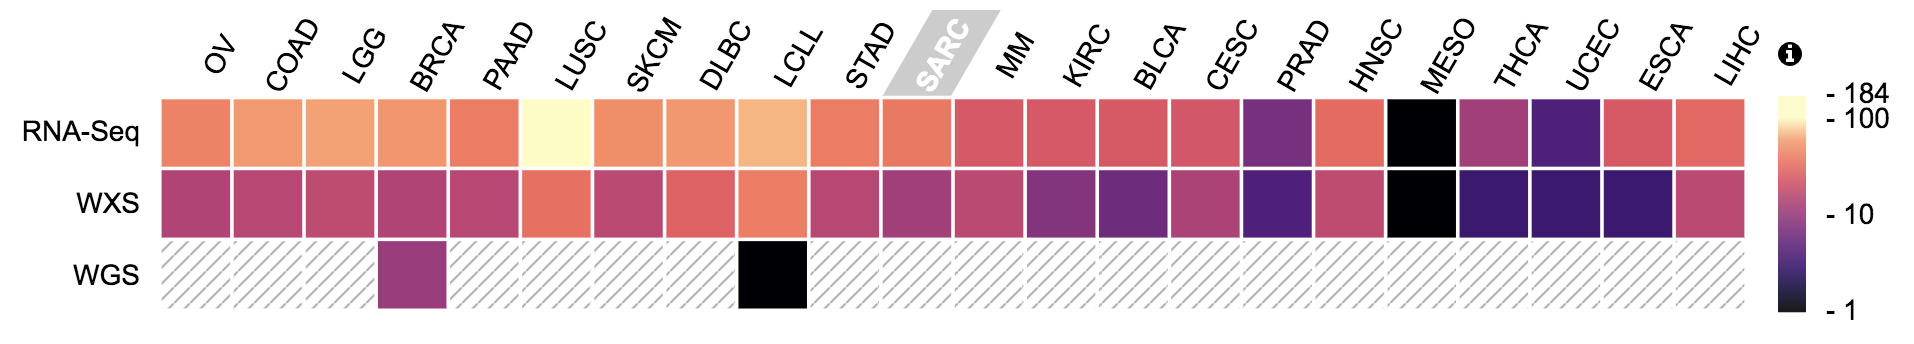 OV COAD LGG BRCA PAAD LUSC SKCM DLBC LCLL STAD SARC MM KIRC BLCA CESC PRAD HNSC MESO THCA UCEC ESCA LIHC
i
- 184
- 100
RNA-Seq
WXS
- 10
WGS
- 1